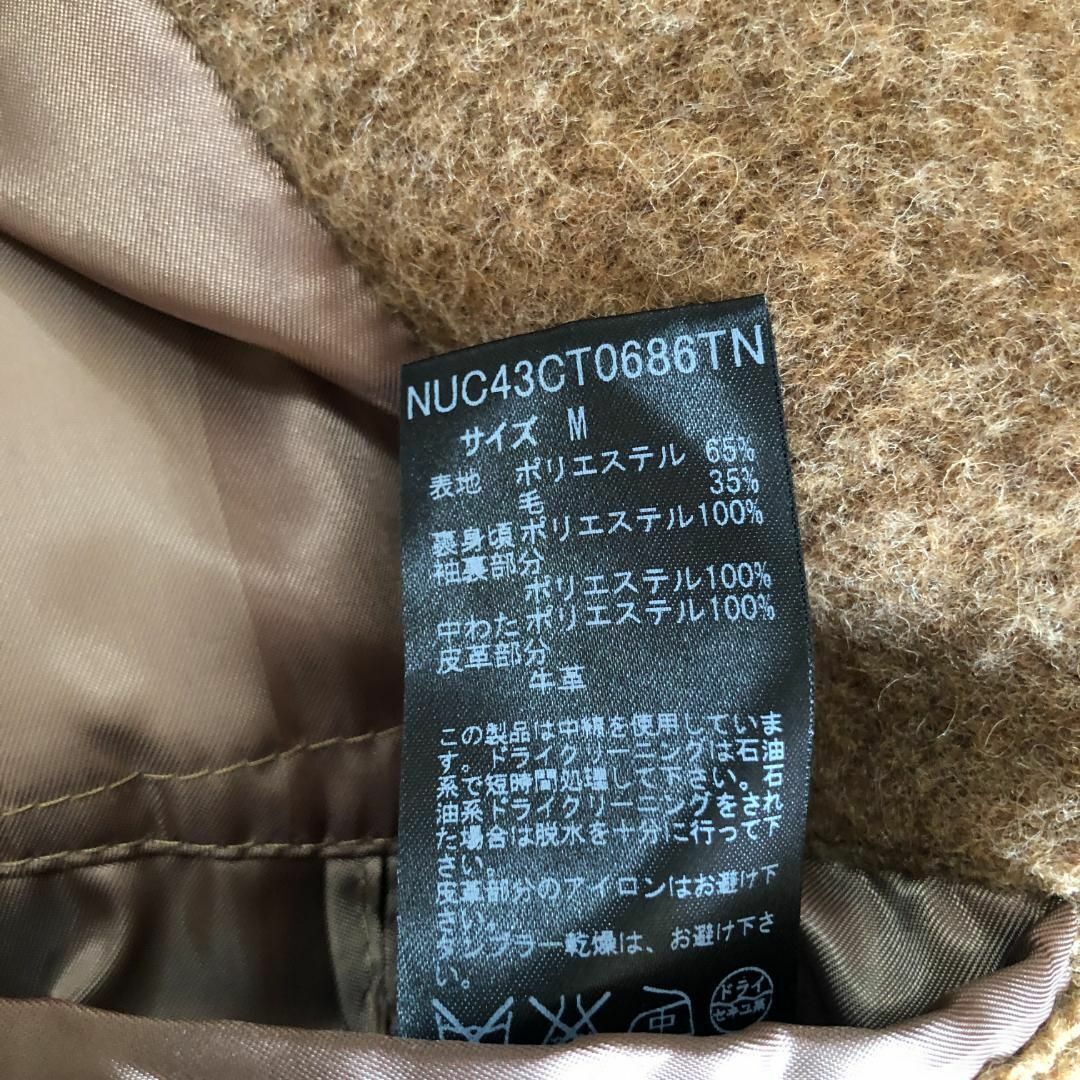 NUC43CT0686TN
サイズ M
表地 ポリエステル 65%
毛 35%
裏身頃 ポリエステル100%
袖裏部分
ポリエステル100%
中わた ポリエステル100%
皮革部分
牛革
この製品は中綿を使用していま
す。ドライクリーニングは石油
系で短時間処理して下さい。石
油系ドライクリーニングをされ
た場合は脱水を十分に行って下
さい。
皮革部分のアイロンはお避け下
さい。
タンブラー乾燥は、お避け下さ
い。
中
ドライ
セキユ系